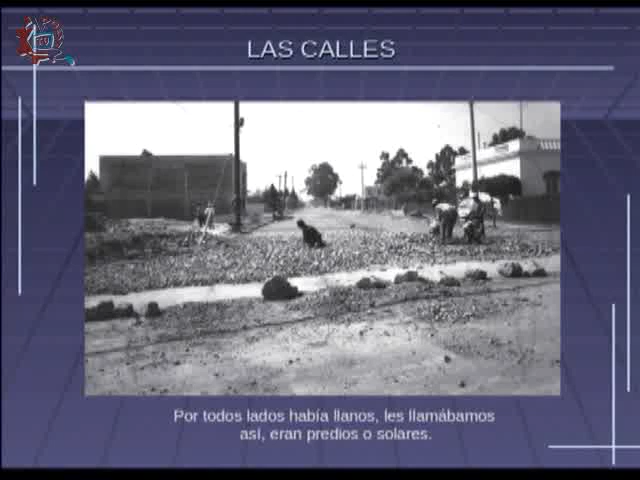 LAS CALLES
Por todos lados había llanos, les llamábamos
así, eran predios o solares.